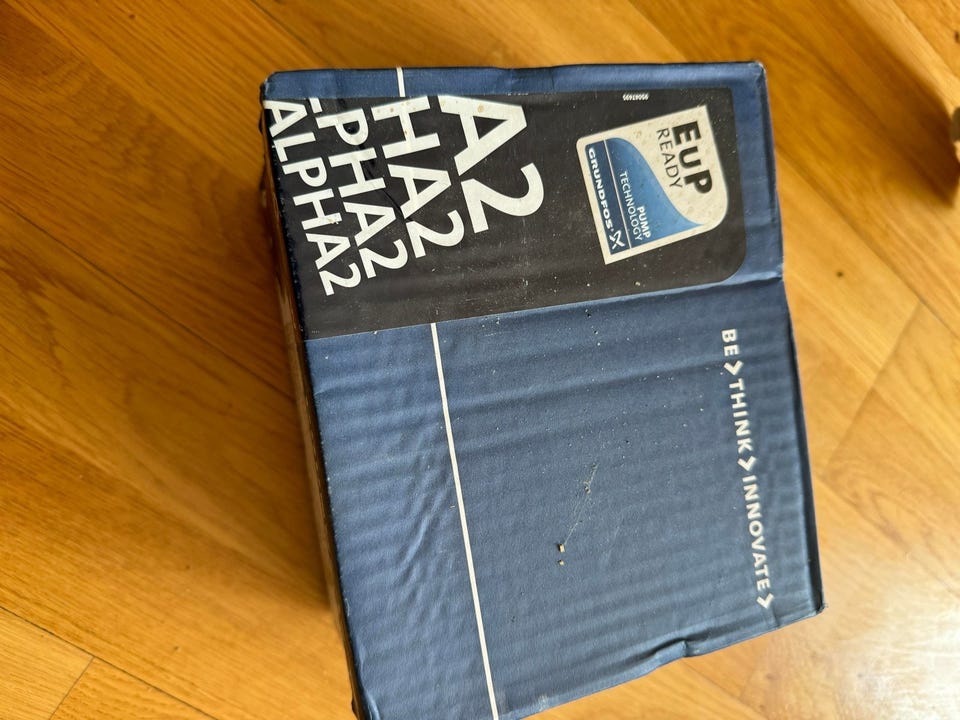 A2
HA2
PHA2
ALPHA2
EUP
READY
PUMP
TECHNOLOGY
GRUNDFOS
BE > THINK > INNOVATE >